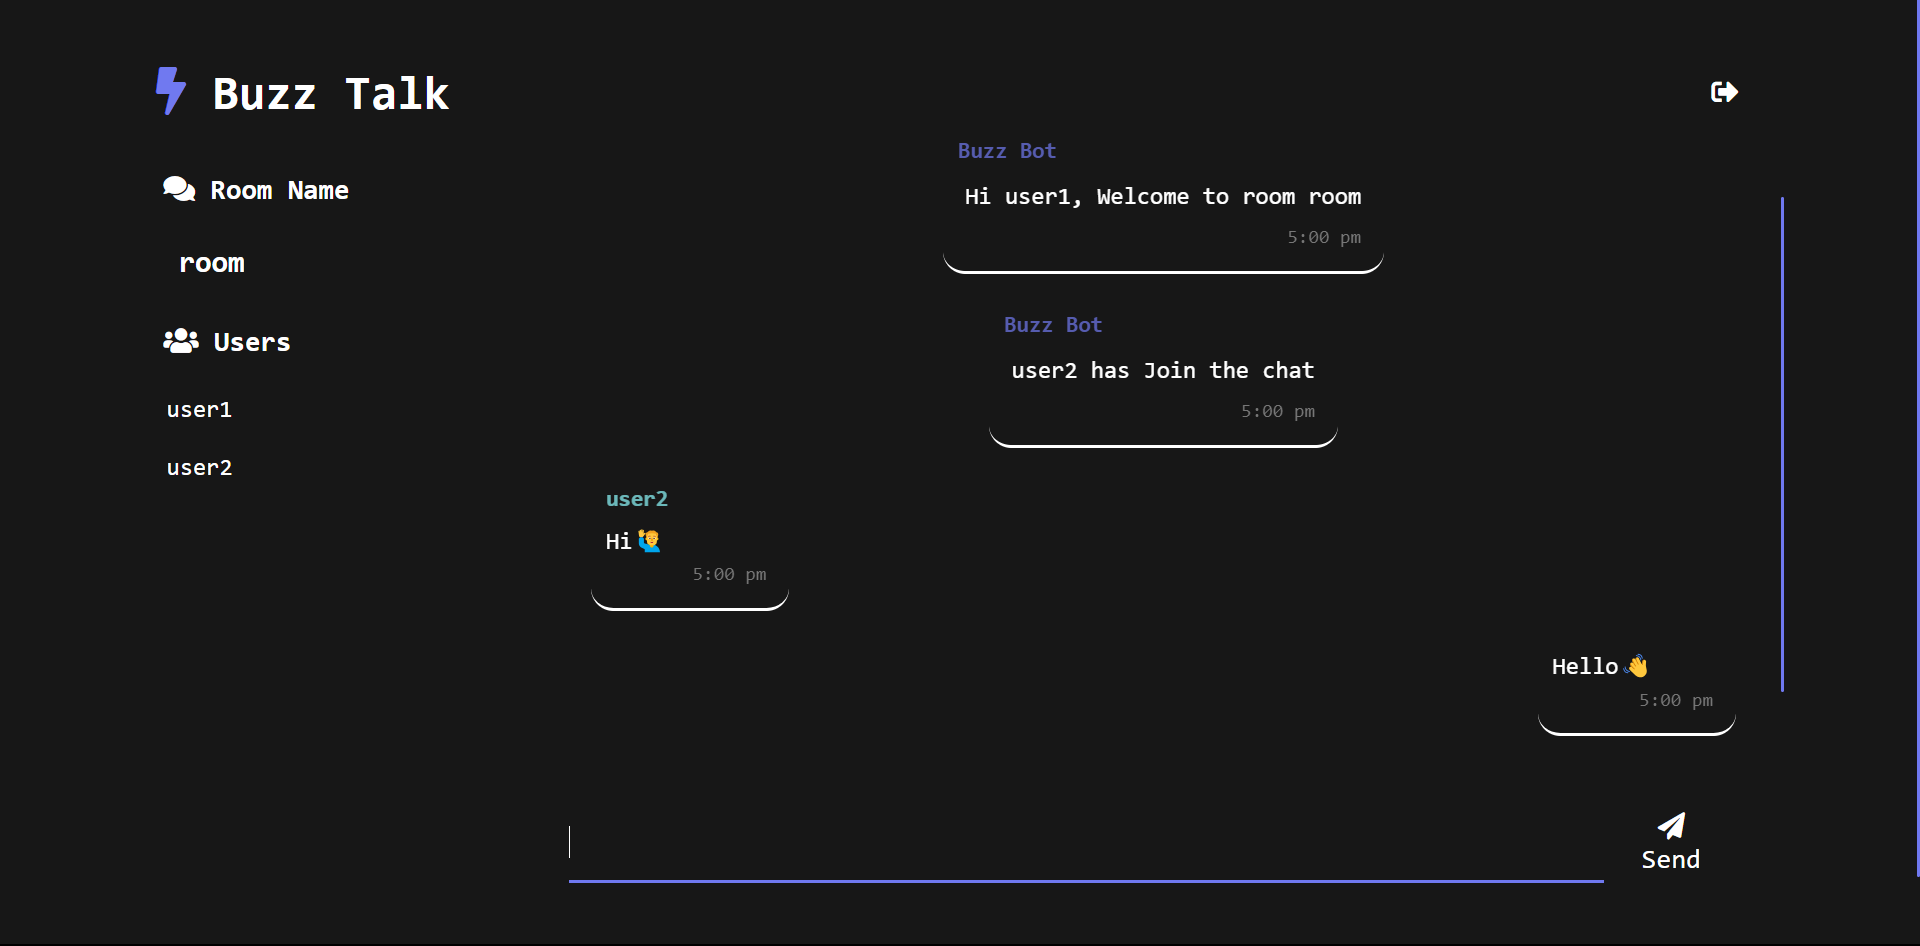 Buzz Talk
Room Name
room
Users
user1
user2
Buzz Bot
Hi user1, Welcome to room room
5:00 pm
Buzz Bot
user2 has Join the chat
5:00 pm
user2
Hi🙋
5:00 pm
Hello👋
5:00 pm
Send